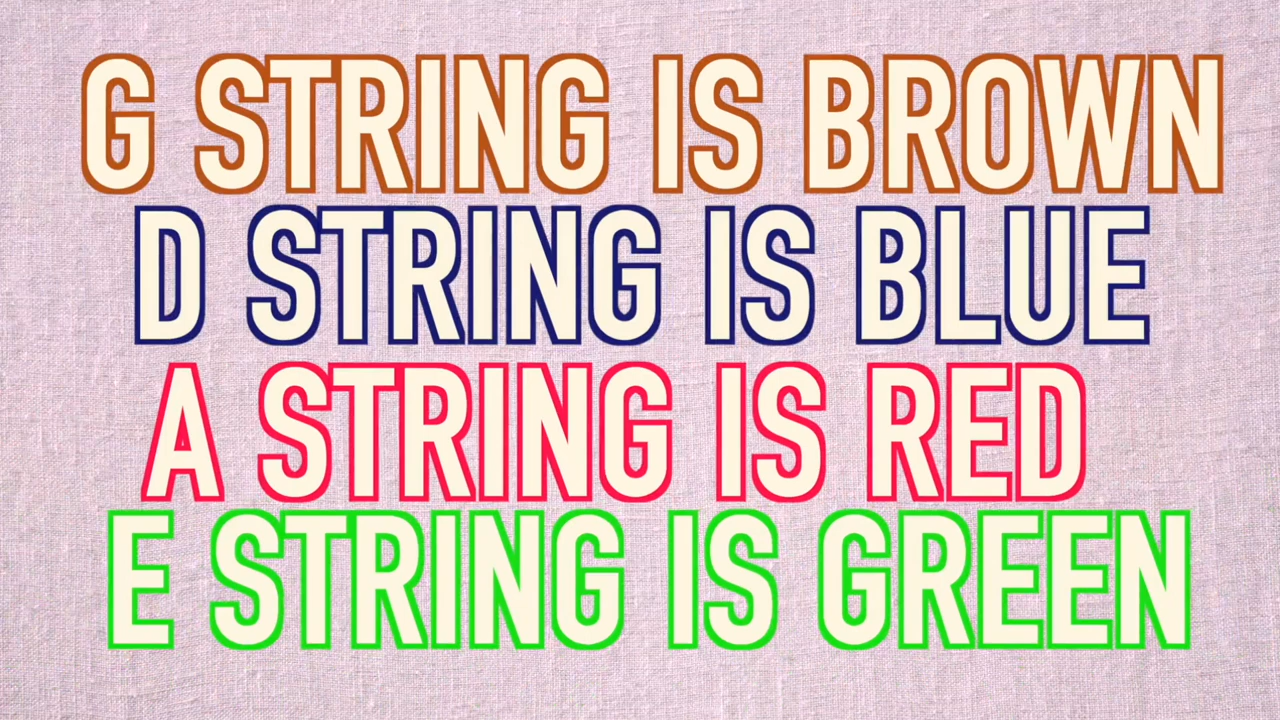 G STRING IS BROWN
D STRING IS BLUE
A STRING IS RED
E STRING IS GREEN